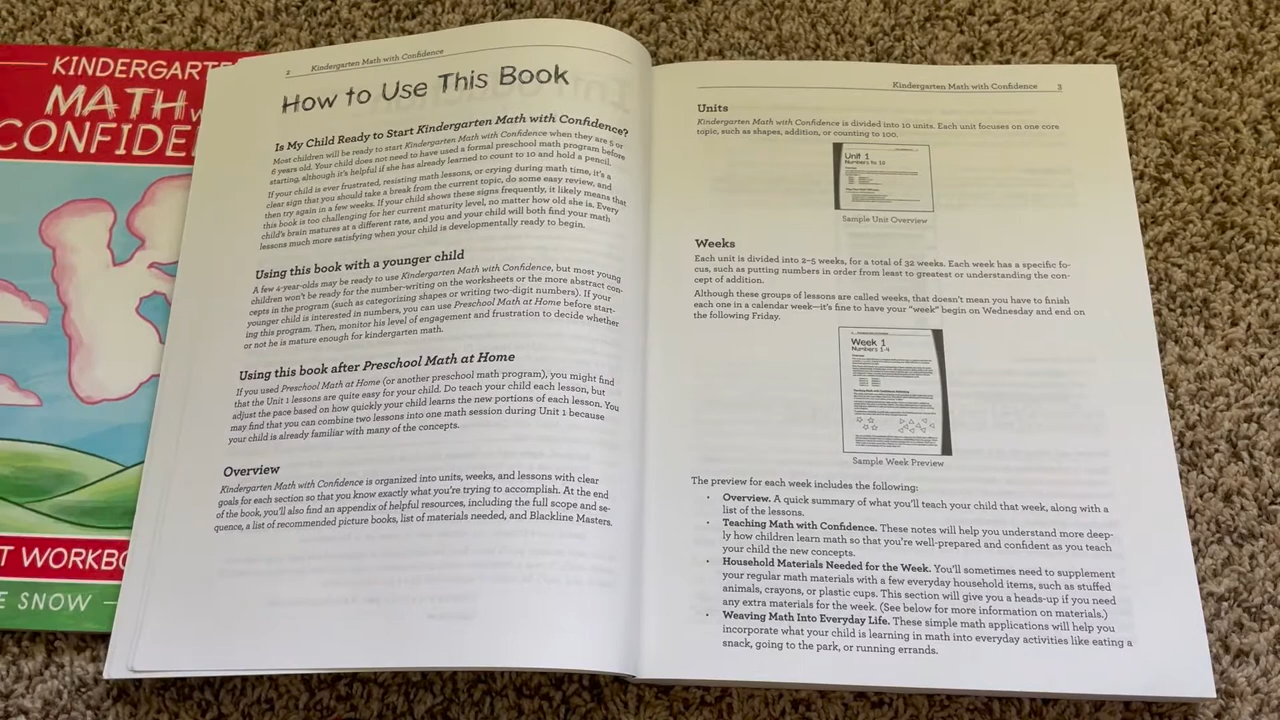 KINDERGARTE
MATH
CONFIDE
T WORKBO
E SNOW
2 Kindergarten Math with Confidence
How to Use This Book
Is My Child Ready to Start Kindergarten Math with Confidence?
Most children will be ready to start Kindergarten Math with Confidence when they are 5 or
6 years old. Your child does not need to have used a formal preschool math program before
starting, although it's helpful if she has already learned to count to 10 and hold a pencil.
If your child is ever frustrated, resisting math lessons, or crying during math time, it's a
clear sign that you should take a break from the current topic, do some easy review, and
then try again in a few weeks. If your child shows these signs frequently, it likely means that
this book is too challenging for her current maturity level, no matter how old she is. Every
child's brain matures at a different rate, and you and your child will both find your math
lessons much more satisfying when your child is developmentally ready to begin.
Using this book with a younger child
A few 4-year-olds may be ready to use Kindergarten Math with Confidence, but most young
children won't be ready for the number-writing on the worksheets or the more abstract con-
cepts in the program (such as categorizing shapes or writing two-digit numbers). If your
younger child is interested in numbers, you can use Preschool Math at Home before start-
ing this program. Then, monitor his level of engagement and frustration to decide whether
or not he is mature enough for kindergarten math.
Using this book after Preschool Math at Home
If you used Preschool Math at Home (or another preschool math program), you might find
that the Unit 1 lessons are quite easy for your child. Do teach your child each lesson, but
adjust the pace based on how quickly your child learns the new portions of each lesson. You
may find that you can combine two lessons into one math session during Unit 1 because
your child is already familiar with many of the concepts.
Overview
Kindergarten Math with Confidence is organized into units, weeks, and lessons with clear
goals for each section so that you know exactly what you're trying to accomplish. At the end
of the book, you'll also find an appendix of helpful resources, including the full scope and se-
quence, a list of recommended picture books, list of materials needed, and Blackline Masters.
Kindergarten Math with Confidence 3
Units
Kindergarten Math with Confidence is divided into 10 units. Each unit focuses on one core
topic, such as shapes, addition, or counting to 100.
Unit 1
Numbers to 10
Sample Unit Overview
Weeks
Each unit is divided into 2–5 weeks, for a total of 32 weeks. Each week has a specific fo-
cus, such as putting numbers in order from least to greatest or understanding the con-
cept of addition.
Although these groups of lessons are called weeks, that doesn't mean you have to finish
each one in a calendar week—it's fine to have your "week" begin on Wednesday and end on
the following Friday.
Week 1
Numbers 1-4
Sample Week Preview
The preview for each week includes the following:
• Overview. A quick summary of what you'll teach your child that week, along with a
list of the lessons.
• Teaching Math with Confidence. These notes will help you understand more deep-
ly how children learn math so that you're well-prepared and confident as you teach
your child the new concepts.
• Household Materials Needed for the Week. You'll sometimes need to supplement
your regular math materials with a few everyday household items, such as stuffed
animals, crayons, or plastic cups. This section will give you a heads-up if you need
any extra materials for the week. (See below for more information on materials.)
• Weaving Math Into Everyday Life. These simple math applications will help you
incorporate what your child is learning in math into everyday activities like eating a
snack, going to the park, or running errands.